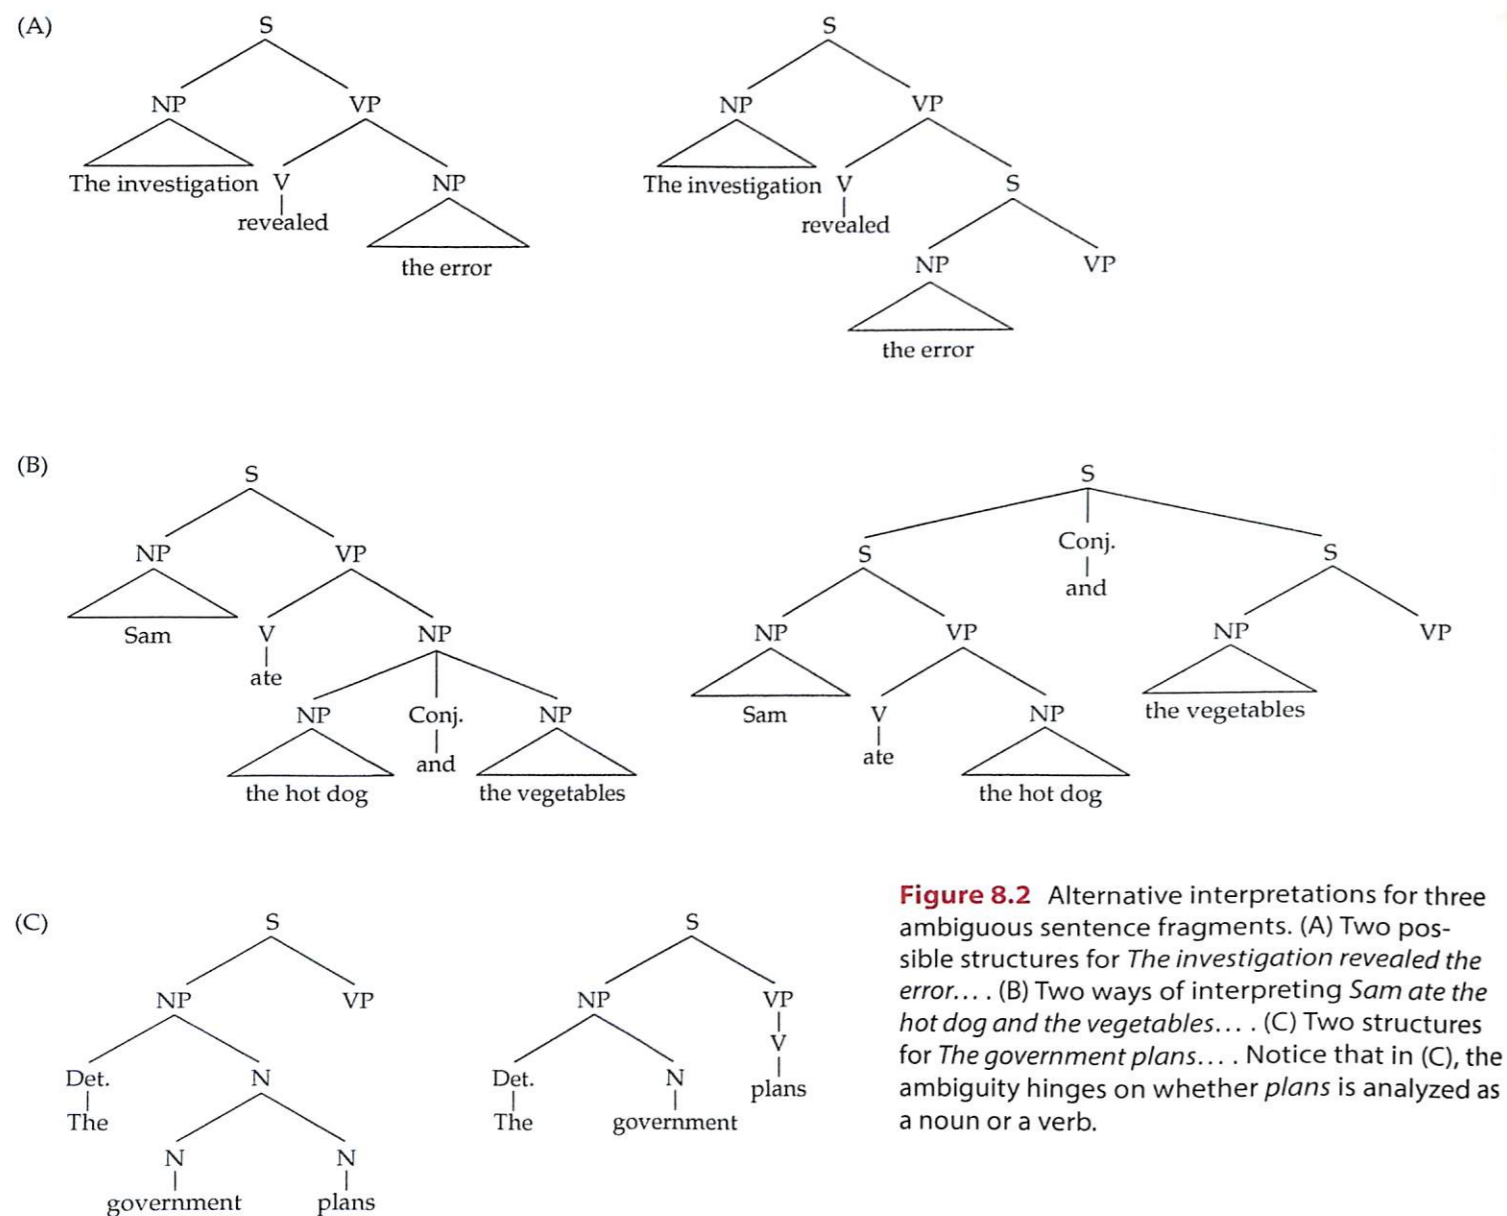 (A)
S S
NP VP NP VP
The investigation V NP The investigation V S
revealed revealed
the error NP VP
the error
(B)
S S
NP VP S Conj. S
and
Sam V NP NP VP NP VP
ate
NP Conj. NP Sam V NP the vegetables
and ate
the hot dog the vegetables the hot dog
Figure 8.2 Alternative interpretations for three
ambiguous sentence fragments. (A) Two pos-
sible structures for The investigation revealed the
error.... (B) Two ways of interpreting Sam ate the
hot dog and the vegetables.... (C) Two structures
for The government plans.... Notice that in (C), the
ambiguity hinges on whether plans is analyzed as
a noun or a verb.
(C)
S S
NP VP NP VP
V
Det. N Det. N plans
The The government
N N
government plans